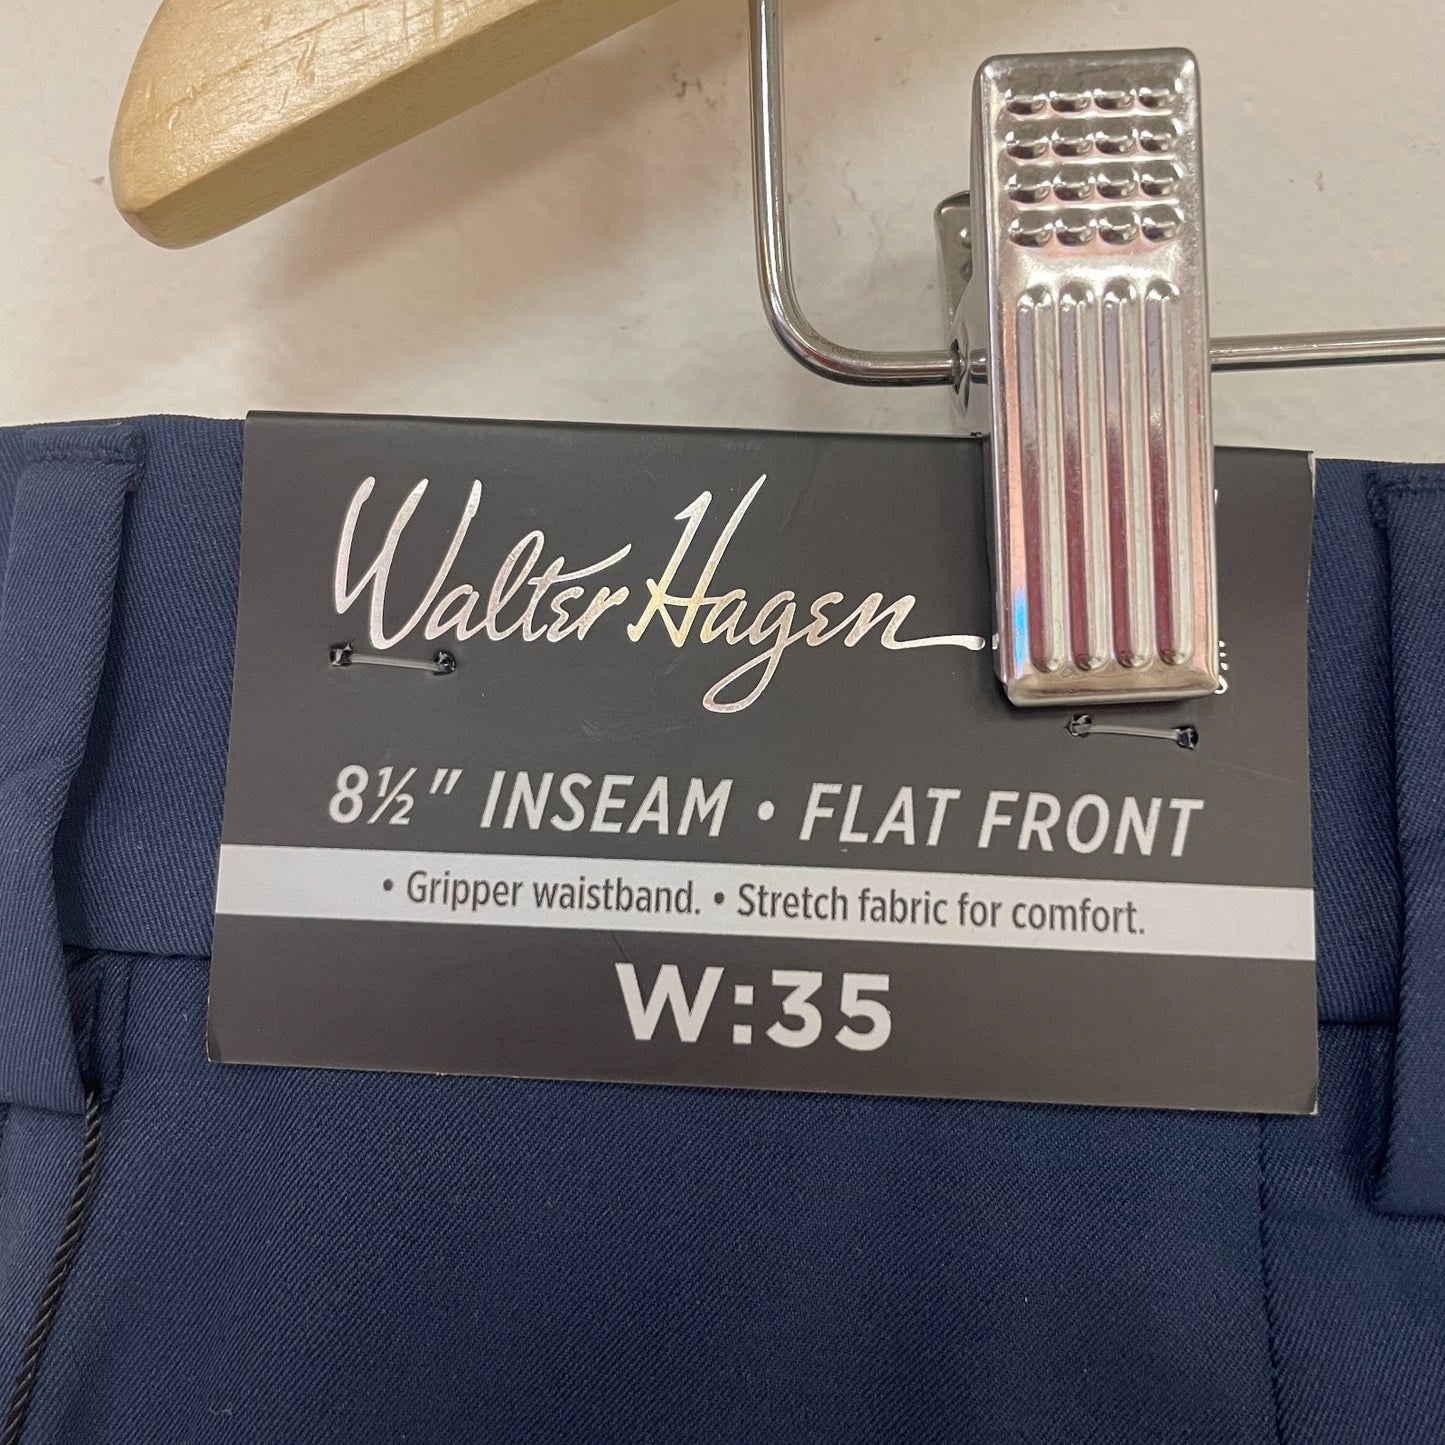 Walter Hagen
8½" INSEAM • FLAT FRONT
• Gripper waistband. • Stretch fabric for comfort.
W:35